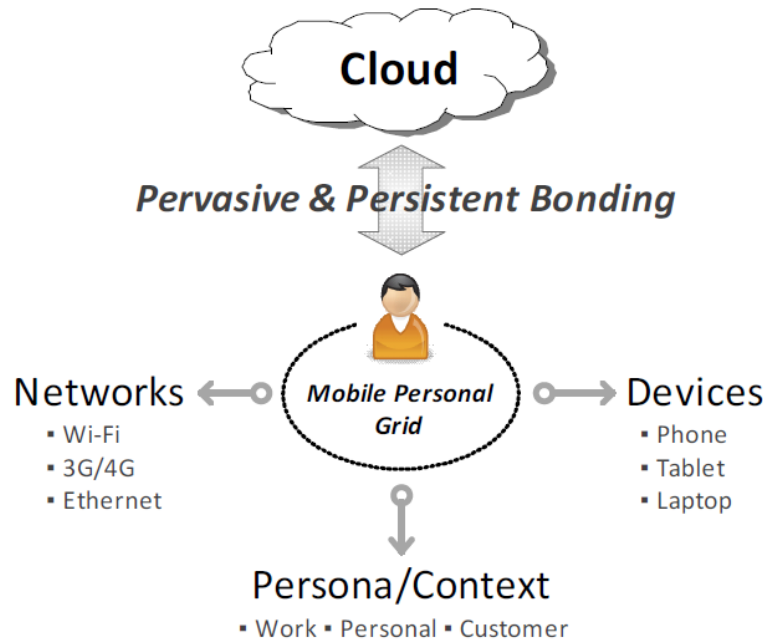 Cloud
Pervasive & Persistent Bonding
Mobile Personal
Grid
Networks
▪ Wi-Fi
▪ 3G/4G
▪ Ethernet
Devices
▪ Phone
▪ Tablet
▪ Laptop
Persona/Context
▪ Work ▪ Personal ▪ Customer